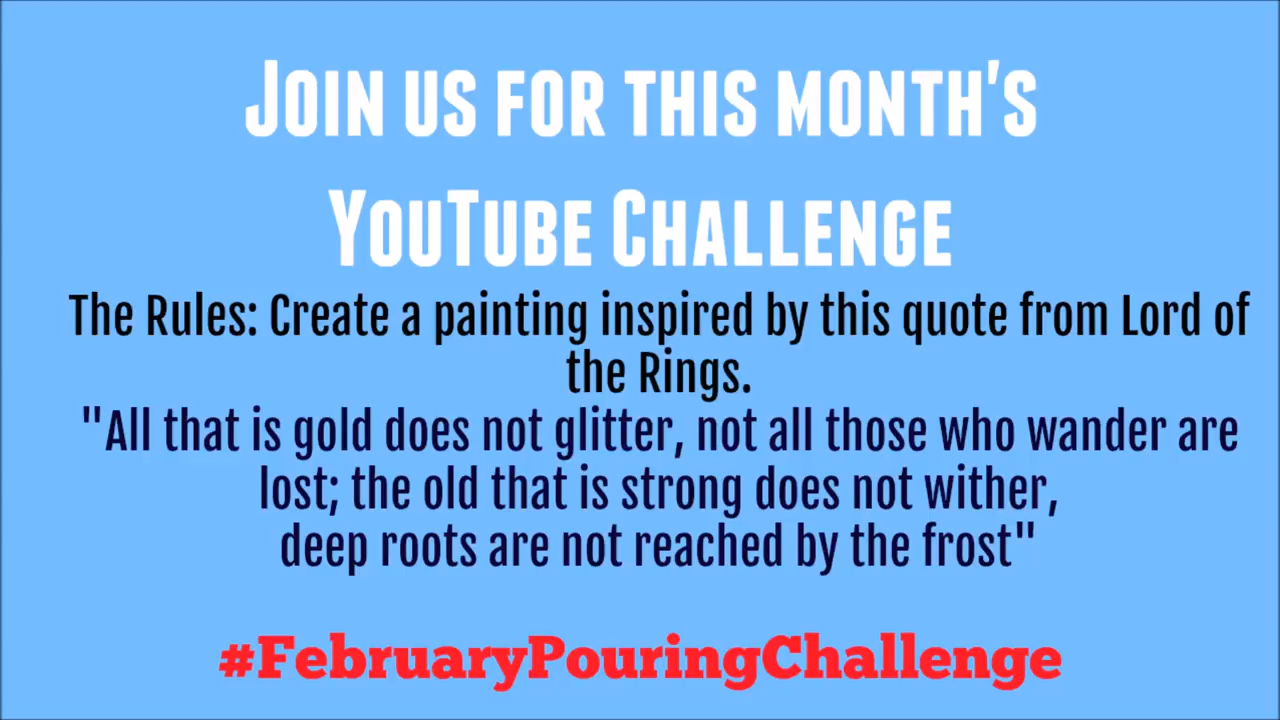 Join us for this month's
YouTube Challenge
The Rules: Create a painting inspired by this quote from Lord of
the Rings.
"All that is gold does not glitter, not all those who wander are
lost; the old that is strong does not wither,
deep roots are not reached by the frost"
#FebruaryPouringChallenge